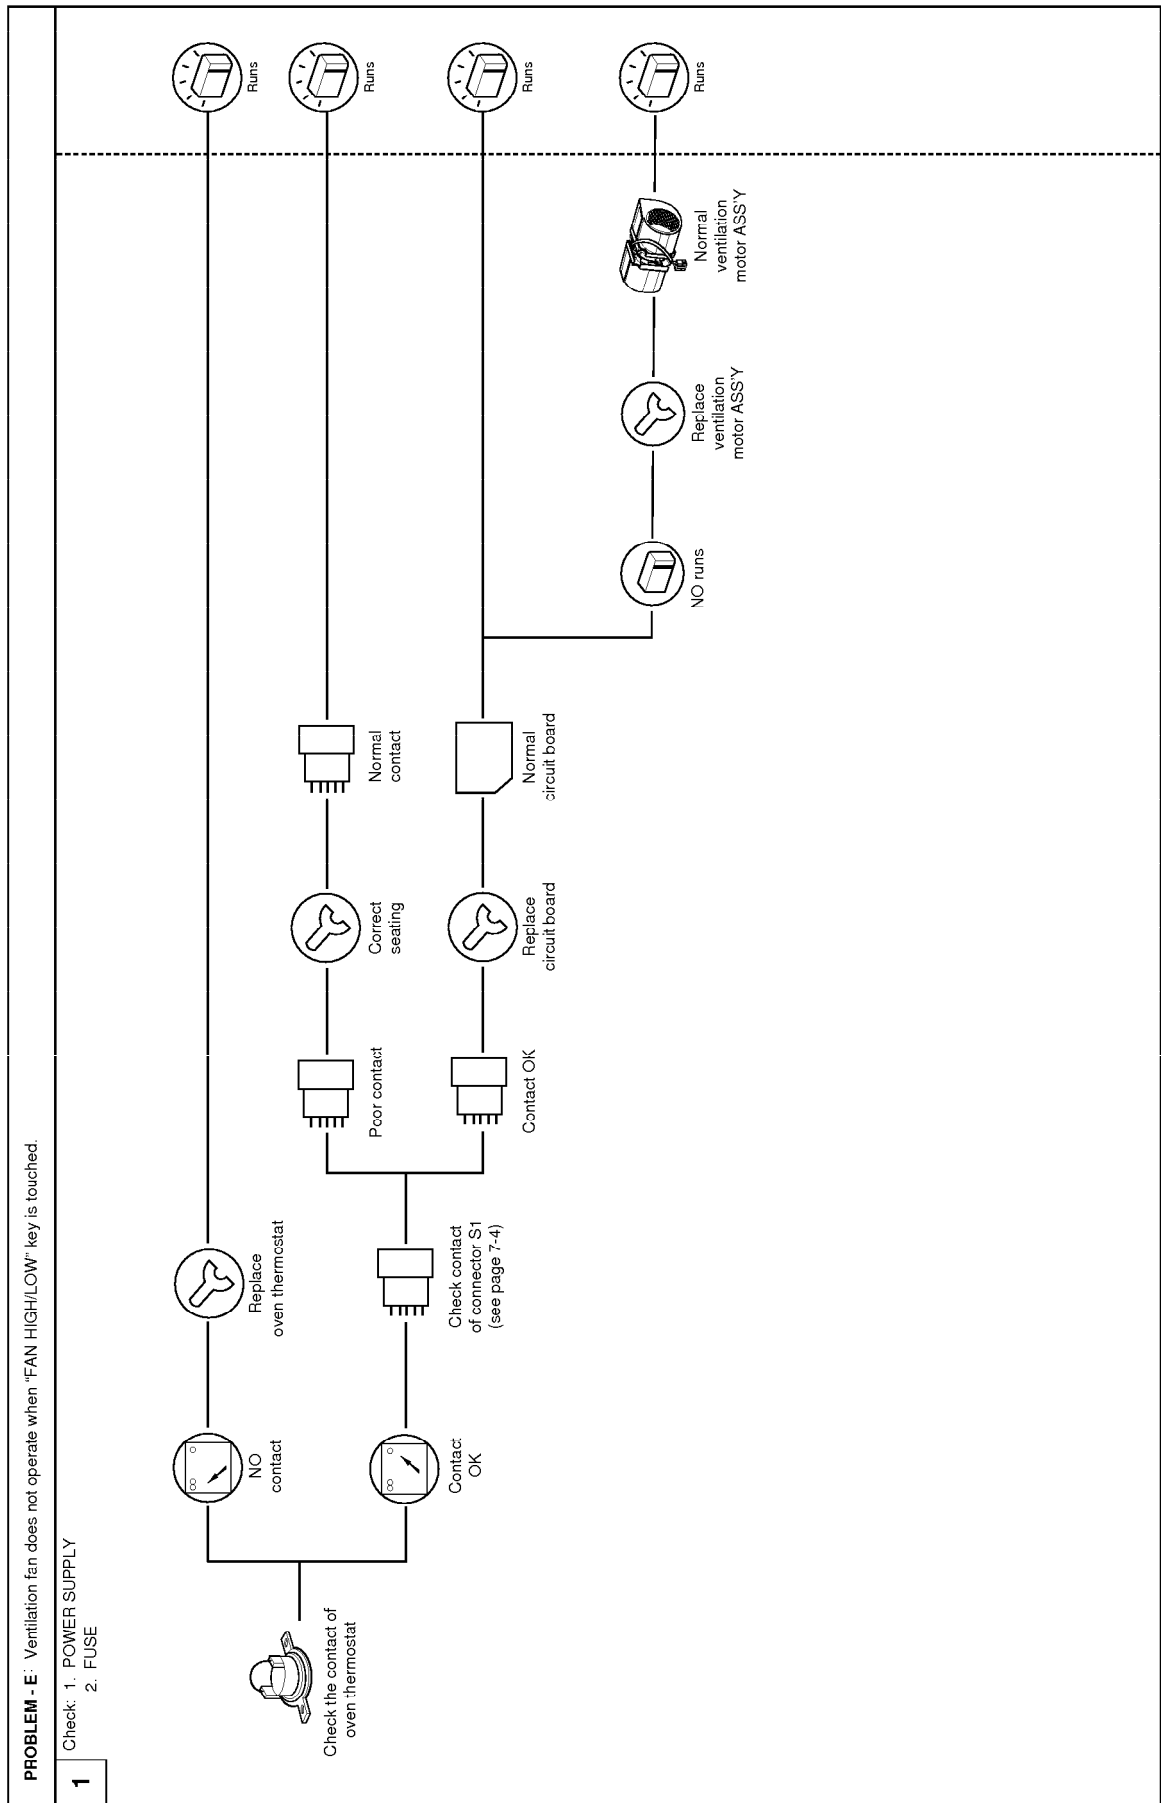 PROBLEM - E: Ventilation fan does not operate when "FAN HIGH/LOW" key is touched.
1
Check: 1. POWER SUPPLY
2. FUSE
Check the contact of
oven thermostat
NO
contact
Replace
oven thermostat
Runs
Contact
OK
Check contact
of connector S1
(see page 7-4)
Poor contact
Correct
seating
Normal
contact
Runs
Contact OK
Replace
circuit board
Normal
circuit board
Runs
NO runs
Replace
ventilation
motor ASS'Y
Normal
ventilation
motor ASS'Y
Runs